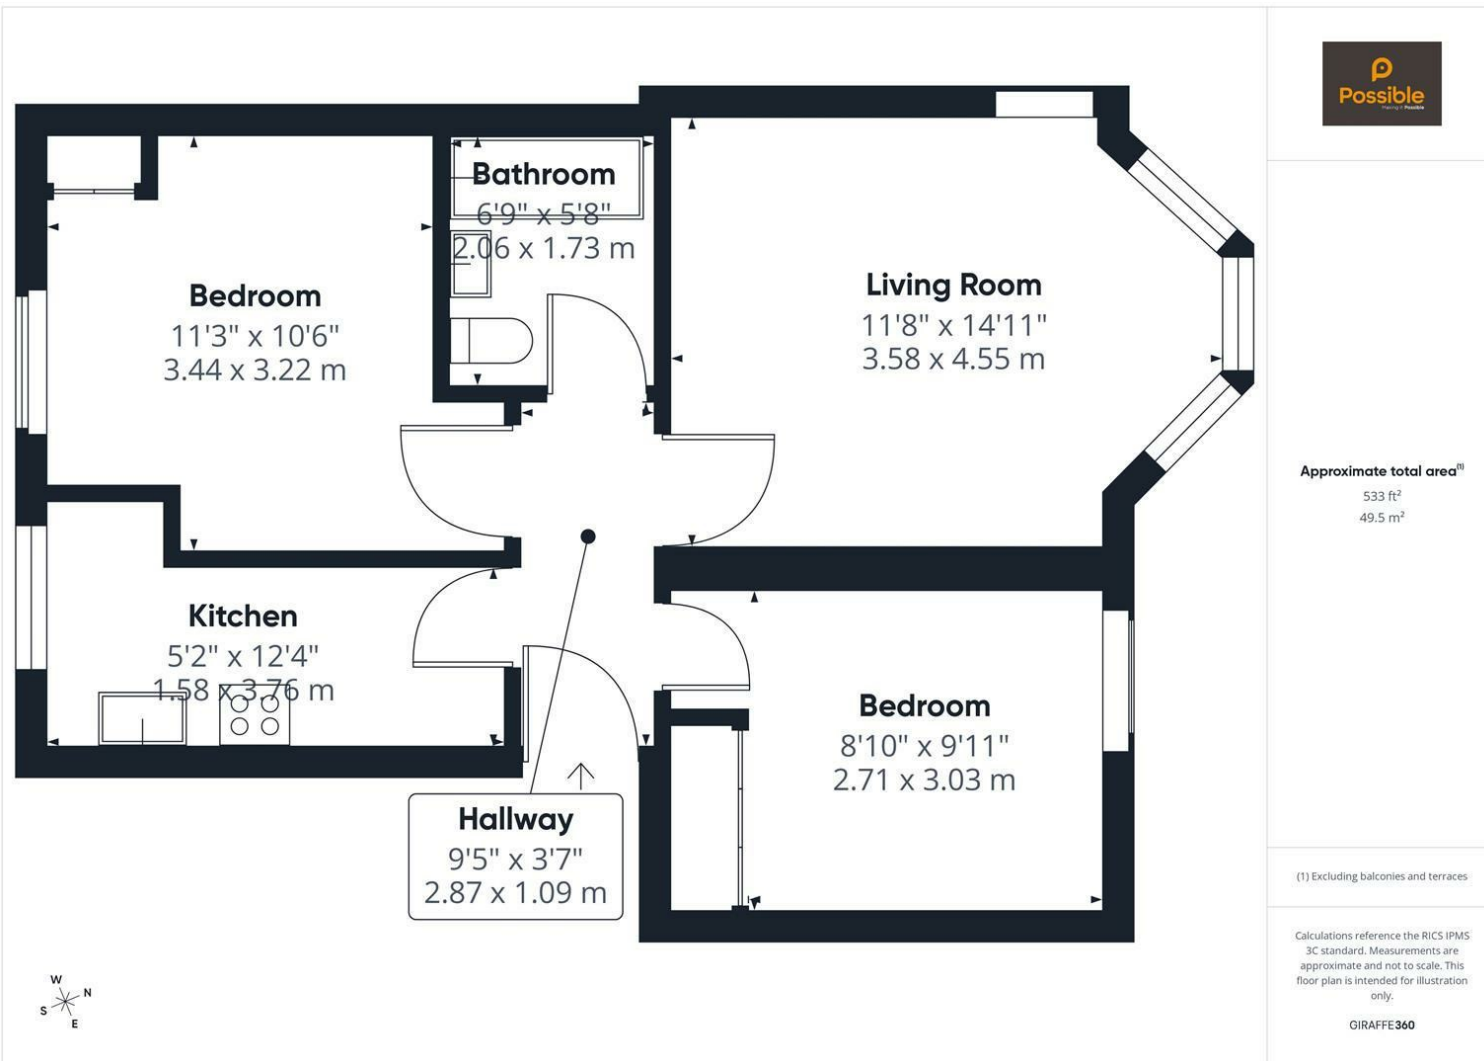 Bathroom
6'9" x 5'8"
2.06 x 1.73 m
Bedroom
11'3" x 10'6"
3.44 x 3.22 m
Living Room
11'8" x 14'11"
3.58 x 4.55 m
Kitchen
5'2" x 12'4"
1.58 x 3.76 m
Bedroom
8'10" x 9'11"
2.71 x 3.03 m
Hallway
9'5" x 3'7"
2.87 x 1.09 m
W
N
S
E
Possible
Approximate total area(1)
533 ft²
49.5 m²
(1) Excluding balconies and terraces
Calculations reference the RICS IPMS
3C standard. Measurements are
approximate and not to scale. This
floor plan is intended for illustration
only.
GIRAFFE360